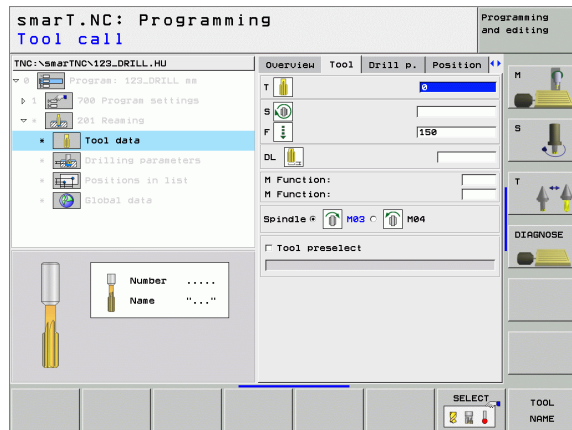 smarT.NC: Programming
Tool call
Programming
and editing
TNC:\smarTNC\123_DRILL.HU
0 Program: 123_DRILL mm
1 700 Program settings
* 201 Reaming
* Tool data
* Drilling parameters
* Positions in list
* Global data
Overview Tool Drill p. Position
T 0
S
F 150
DL
M Function:
M Function:
Spindle M03 M04
Tool preselect
Number .....
Name "..."
M
S
T
DIAGNOSE
SELECT
TOOL
NAME